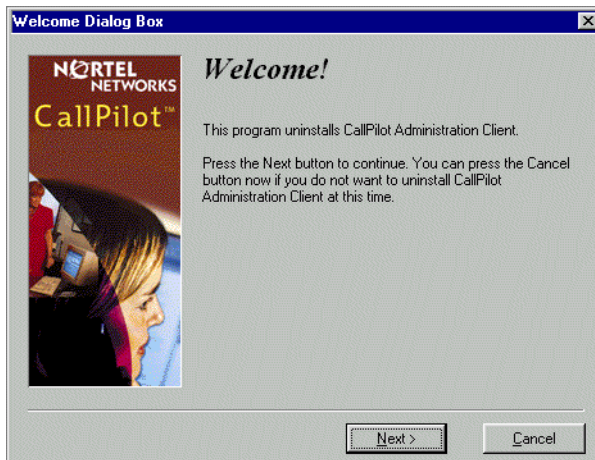 Welcome Dialog Box
NORTEL
NETWORKS
CallPilot™
Welcome!
This program uninstalls CallPilot Administration Client.
Press the Next button to continue. You can press the Cancel
button now if you do not want to uninstall CallPilot
Administration Client at this time.
Next >
Cancel